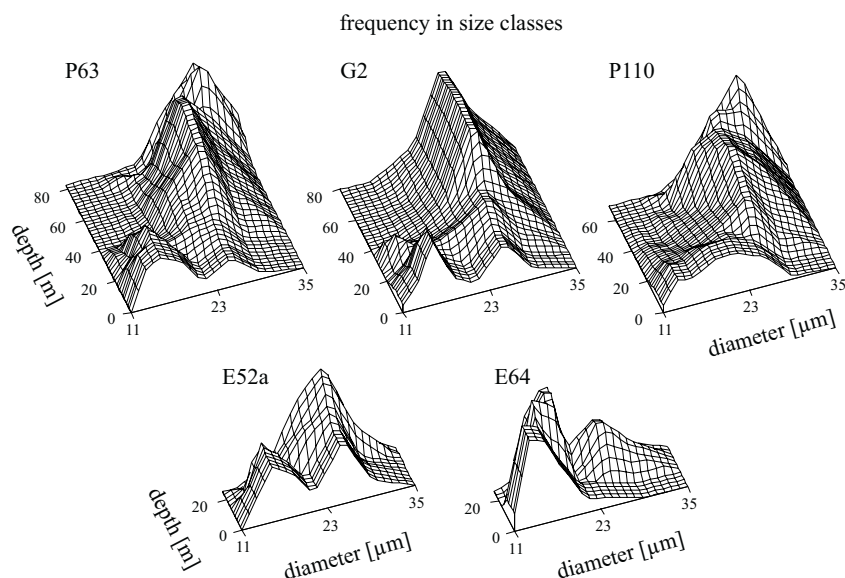 frequency in size classes
P63 G2 P110
80 60 40 20 0 11 23 35
80 60 40 20 0 11 23 35
60 40 20 0 11 23 35
depth [m]
diameter [µm]
E52a E64
20 0 11 23 35
20 0 11 23 35
depth [m]
diameter [µm] diameter [µm]